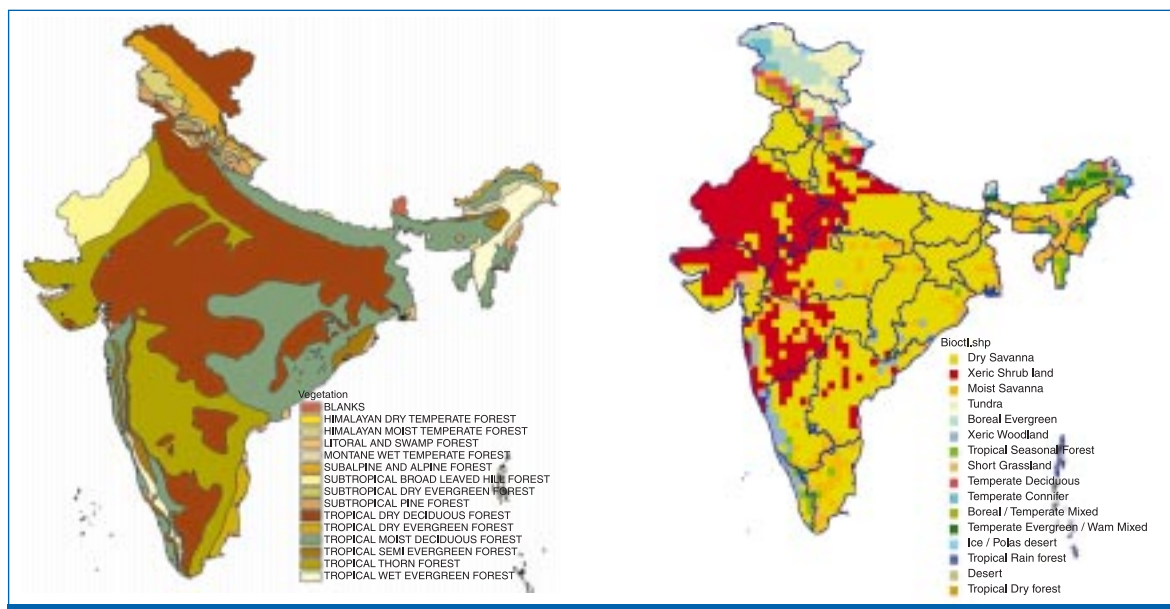 Vegetation
BLANKS
HIMALAYAN DRY TEMPERATE FOREST
HIMALAYAN MOIST TEMPERATE FOREST
LITORAL AND SWAMP FOREST
MONTANE WET TEMPERATE FOREST
SUBALPINE AND ALPINE FOREST
SUBTROPICAL BROAD LEAVED HILL FOREST
SUBTROPICAL DRY EVERGREEN FOREST
SUBTROPICAL PINE FOREST
TROPICAL DRY DECIDUOUS FOREST
TROPICAL DRY EVERGREEN FOREST
TROPICAL MOIST DECIDUOUS FOREST
TROPICAL SEMI EVERGREEN FOREST
TROPICAL THORN FOREST
TROPICAL WET EVERGREEN FOREST
Bioctl.shp
Dry Savanna
Xeric Shrub land
Moist Savanna
Tundra
Boreal Evergreen
Xeric Woodland
Tropical Seasonal Forest
Short Grassland
Temperate Deciduous
Temperate Connifer
Boreal / Temperate Mixed
Temperate Evergreen / Wam Mixed
Ice / Polas desert
Tropical Rain forest
Desert
Tropical Dry forest